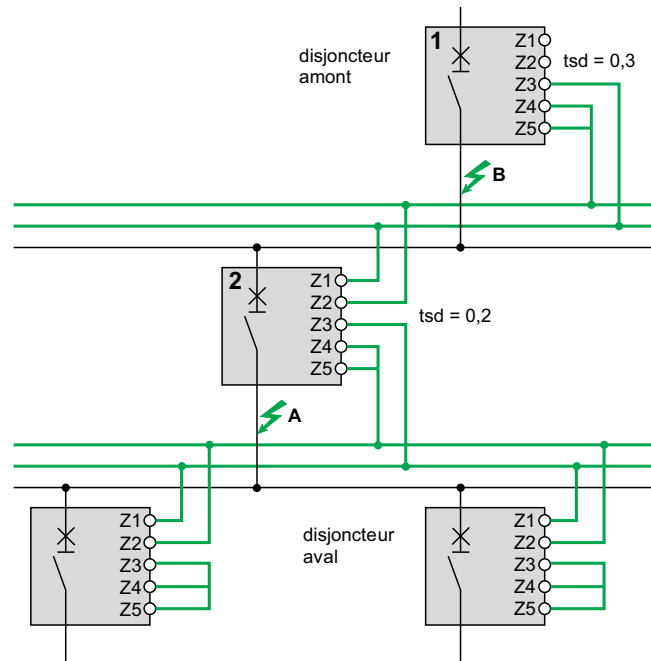 1
Z1
Z2
Z3
Z4
Z5
disjoncteur
amont
tsd = 0,3
B
2
Z1
Z2
Z3
Z4
Z5
tsd = 0,2
A
Z1
Z2
Z3
Z4
Z5
disjoncteur
aval
Z1
Z2
Z3
Z4
Z5